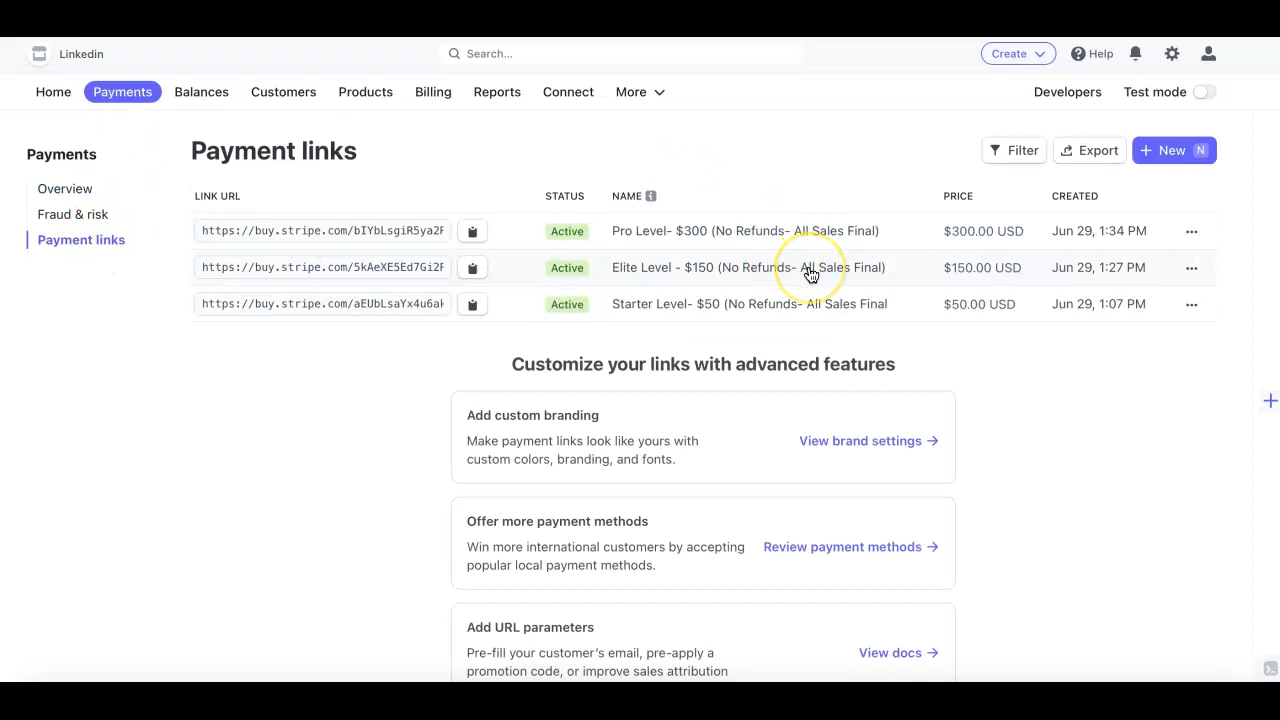 Linkedin
Search...
Create
Help
Home
Payments
Balances
Customers
Products
Billing
Reports
Connect
More
Developers
Test mode
Payments
Overview
Fraud & risk
Payment links
Payment links
Filter
Export
New N
LINK URL STATUS NAME PRICE CREATED
https://buy.stripe.com/bIYbLsgiR5ya2F Active Pro Level- $300 (No Refunds- All Sales Final) $300.00 USD Jun 29, 1:34 PM
https://buy.stripe.com/5kAeXE5Ed7Gi2F Active Elite Level - $150 (No Refunds- All Sales Final) $150.00 USD Jun 29, 1:27 PM
https://buy.stripe.com/aEUbLsaYx4u6ak Active Starter Level- $50 (No Refunds- All Sales Final $50.00 USD Jun 29, 1:07 PM
Customize your links with advanced features
Add custom branding
Make payment links look like yours with
custom colors, branding, and fonts.
View brand settings →
Offer more payment methods
Win more international customers by accepting
popular local payment methods.
Review payment methods →
Add URL parameters
Pre-fill your customer's email, pre-apply a
promotion code, or improve sales attribution
View docs →